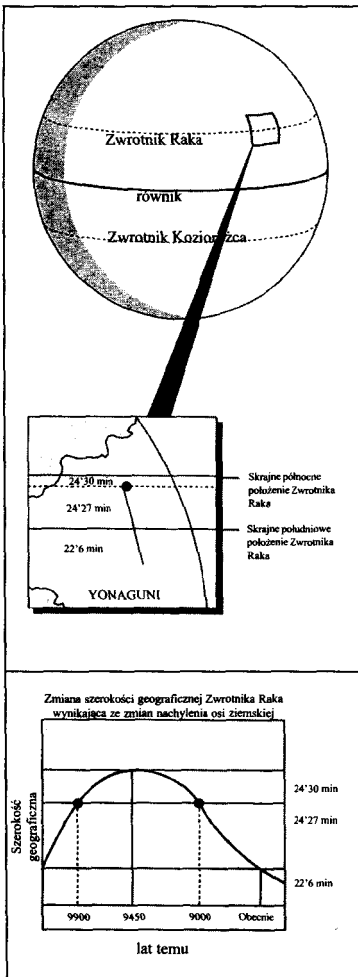 Zwrotnik Raka
równik
Zwrotnik Koziorożca
24'30 min
24'27 min
22'6 min
YONAGUNI
Skrajne północne
położenie Zwrotnika
Raka
Skrajne południowe
położenie Zwrotnika
Raka
Zmiana szerokości geograficznej Zwrotnika Raka
wynikająca ze zmian nachylenia osi ziemskiej
Szerokość
geograficzna
24'30 min
24'27 min
22'6 min
9900 9450 9000 Obecnie
lat temu